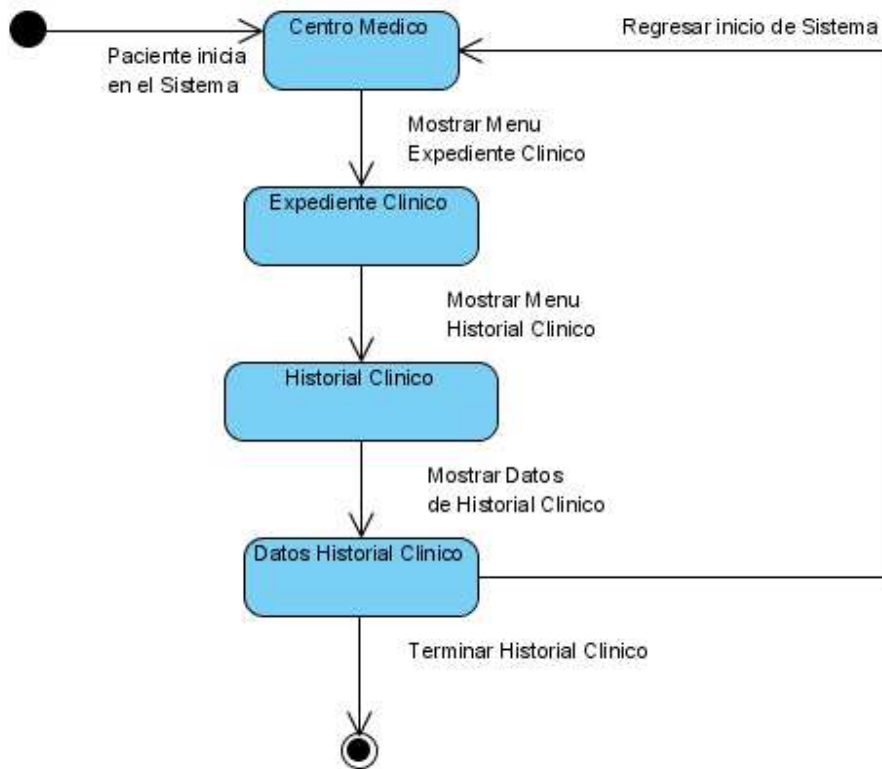 Centro Medico
Regresar inicio de Sistema
Paciente inicia
en el Sistema
Mostrar Menu
Expediente Clinico
Expediente Clinico
Mostrar Menu
Historial Clinico
Historial Clinico
Mostrar Datos
de Historial Clinico
Datos Historial Clinico
Terminar Historial Clinico